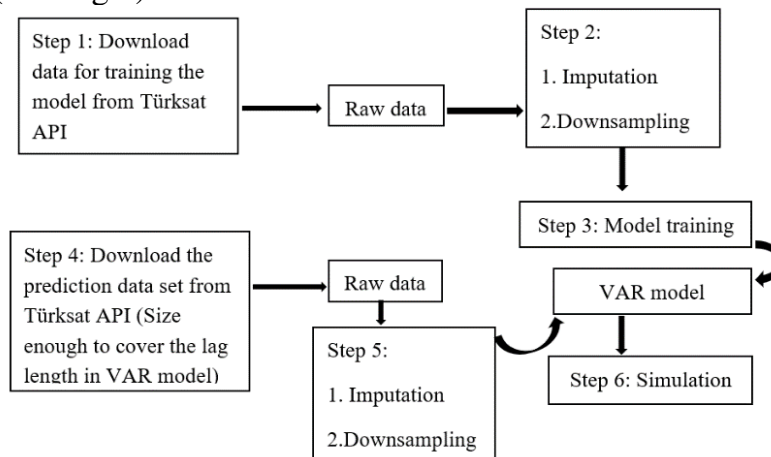 Step 1: Download
data for training the
model from Türksat
API
Raw data
Step 2:
1. Imputation
2.Downsampling
Step 3: Model training
VAR model
Step 4: Download the
prediction data set from
Türksat API (Size
enough to cover the lag
length in VAR model)
Raw data
Step 5:
1. Imputation
2.Downsampling
Step 6: Simulation